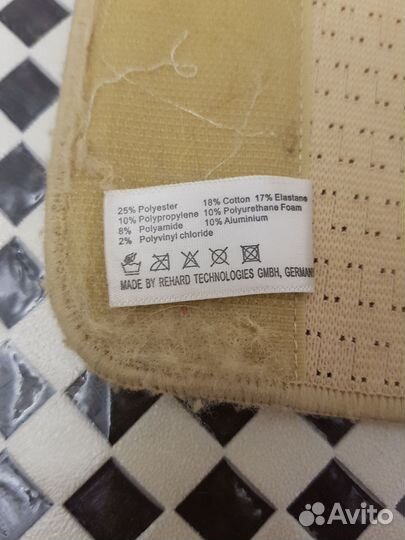 25% Polyester 18% Cotton 17% Elastane
10% Polypropylene 10% Polyurethane Foam
8% Polyamide 10% Aluminium
2% Polyvinyl chloride
MADE BY REHARD TECHNOLOGIES GMBH, GERMANY
Avito